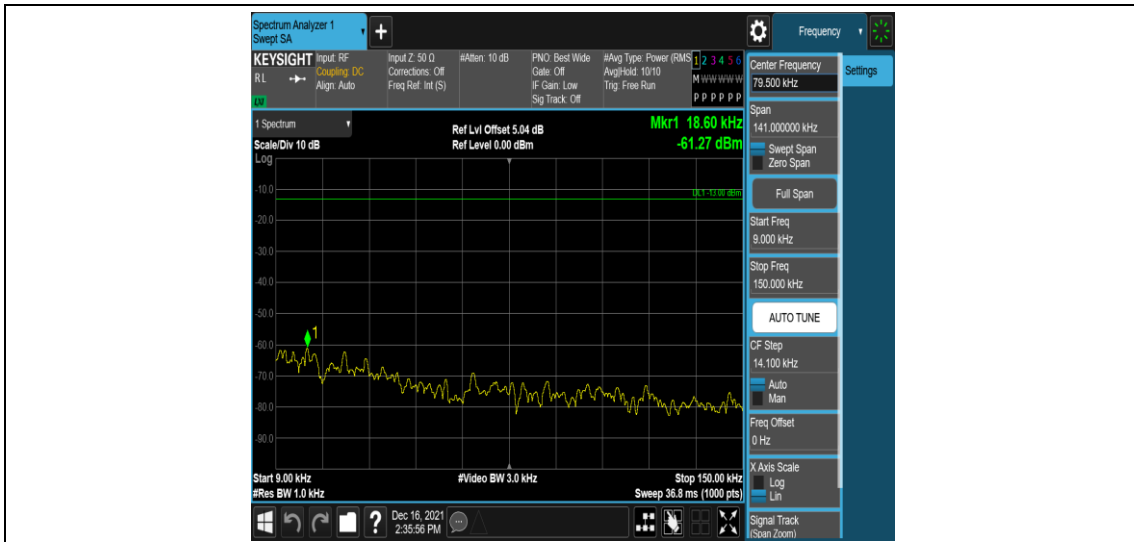 Spectrum Analyzer 1
Swept SA
+
Frequency
KEYSIGHT
RL
Input: RF
Coupling: DC
Align: Auto
Input Z: 50 Ω
Corrections: Off
Freq Ref: Int (S)
#Atten: 10 dB
PNO: Best Wide
Gate: Off
IF Gain: Low
Sig Track: Off
#Avg Type: Power (RMS
Avg|Hold: 10/10
Trig: Free Run
1 2 3 4 5 6
M W W W W W
P P P P P P
1 Spectrum
Scale/Div 10 dB
Log
Ref Lvl Offset 5.04 dB
Ref Level 0.00 dBm
Mkr1 18.60 kHz
-61.27 dBm
DL1 -13.00 dBm
-10.0
-20.0
-30.0
-40.0
-50.0
-60.0
-70.0
-80.0
-90.0
1
Start 9.00 kHz
#Res BW 1.0 kHz
#Video BW 3.0 kHz
Stop 150.00 kHz
Sweep 36.8 ms (1000 pts)
Center Frequency
79.500 kHz
Settings
Span
141.000000 kHz
Swept Span
Zero Span
Full Span
Start Freq
9.000 kHz
Stop Freq
150.000 kHz
AUTO TUNE
CF Step
14.100 kHz
Auto
Man
Freq Offset
0 Hz
X Axis Scale
Log
Lin
Signal Track
(Span Zoom)
?
Dec 16, 2021
2:35:56 PM